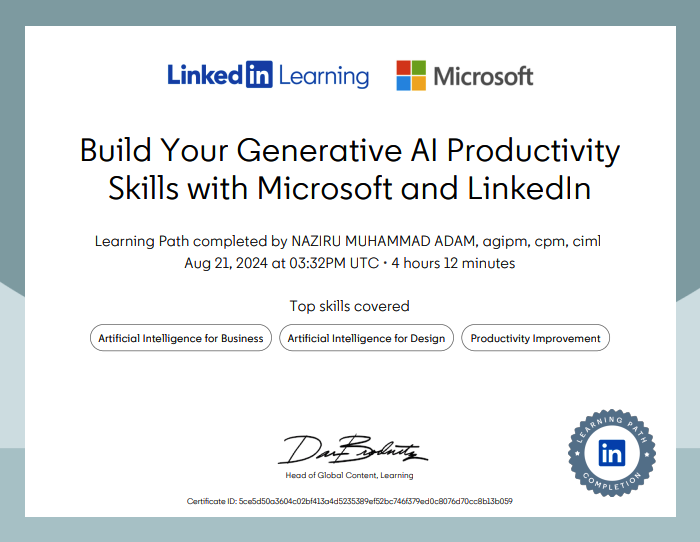 LinkedIn Learning Microsoft
Build Your Generative AI Productivity
Skills with Microsoft and LinkedIn
Learning Path completed by NAZIRU MUHAMMAD ADAM, agipm, cpm, ciml
Aug 21, 2024 at 03:32PM UTC • 4 hours 12 minutes
Top skills covered
Artificial Intelligence for Business Artificial Intelligence for Design Productivity Improvement
Head of Global Content, Learning
LEARNING PATH
in
COMPLETION
Certificate ID: 5ce5d50a3604c02bf413a4d5235389ef52bc746f379ed0c8076d70cc8b13b059